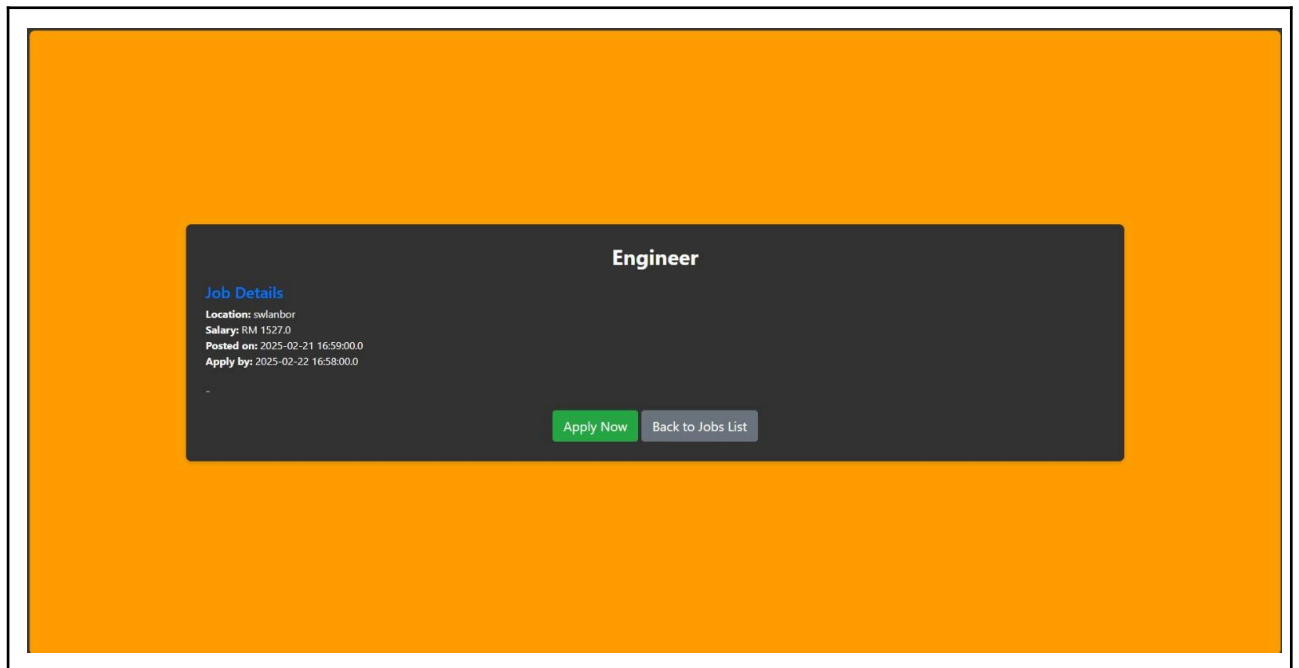 Engineer
Job Details
Location: swlanbor
Salary: RM 1527.0
Posted on: 2025-02-21 16:59:00.0
Apply by: 2025-02-22 16:58:00.0
-
Apply Now Back to Jobs List